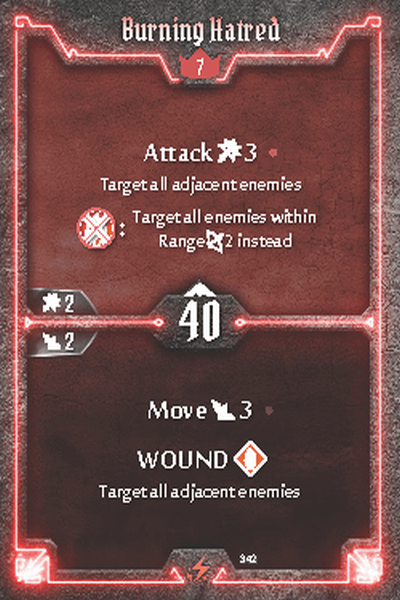 Burning Hatred
7
Attack 3
Target all adjacent enemies
: Target all enemies within
Range 2 instead
2
40
2
Move 3
WOUND
Target all adjacent enemies
342